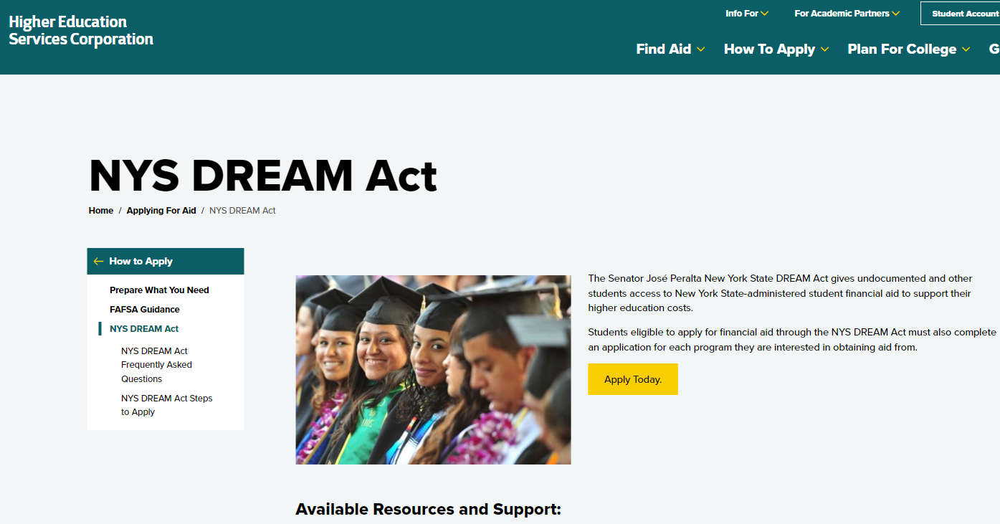 Higher Education
Services Corporation
Info For
For Academic Partners
Student Account
Find Aid
How To Apply
Plan For College
G
NYS DREAM Act
Home / Applying For Aid / NYS DREAM Act
How to Apply
Prepare What You Need
FAFSA Guidance
NYS DREAM Act
NYS DREAM Act
Frequently Asked
Questions
NYS DREAM Act Steps
to Apply
The Senator José Peralta New York State DREAM Act gives undocumented and other
students access to New York State-administered student financial aid to support their
higher education costs.
Students eligible to apply for financial aid through the NYS DREAM Act must also complete
an application for each program they are interested in obtaining aid from.
Apply Today.
Available Resources and Support: